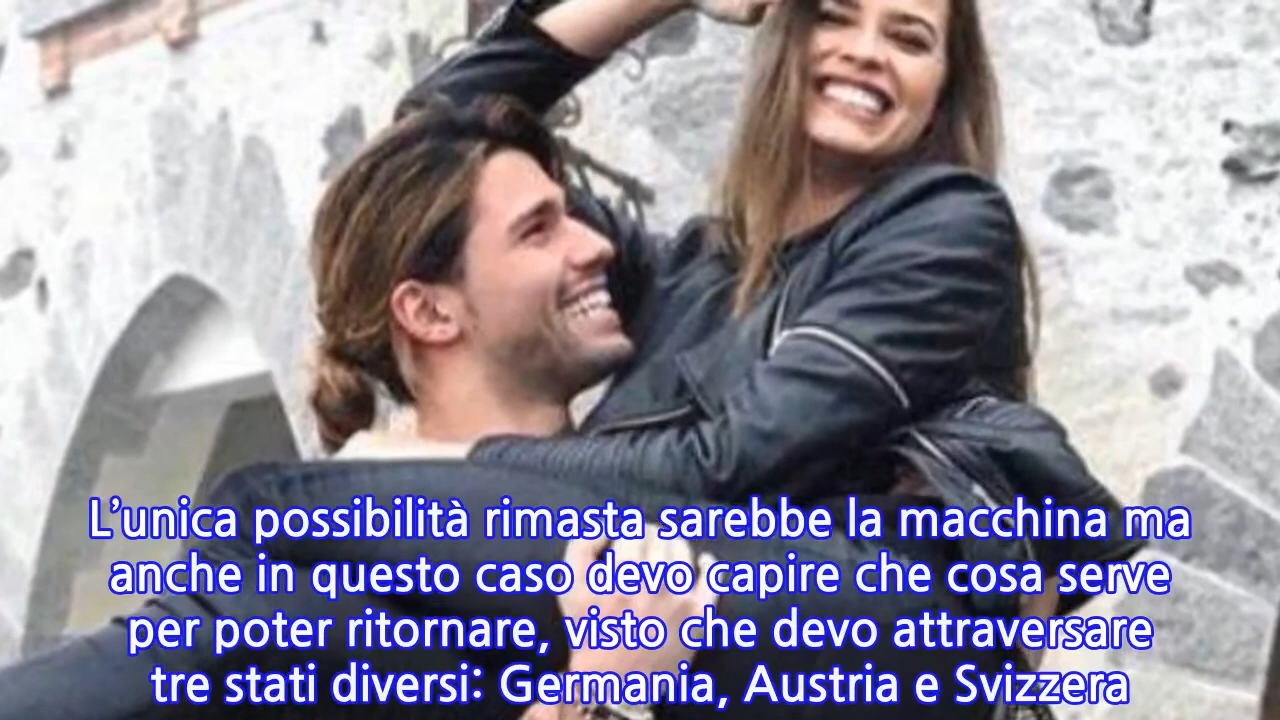 L’unica possibilità rimasta sarebbe la macchina ma
anche in questo caso devo capire che cosa serve
per poter ritornare, visto che devo attraversare
tre stati diversi: Germania, Austria e Svizzera